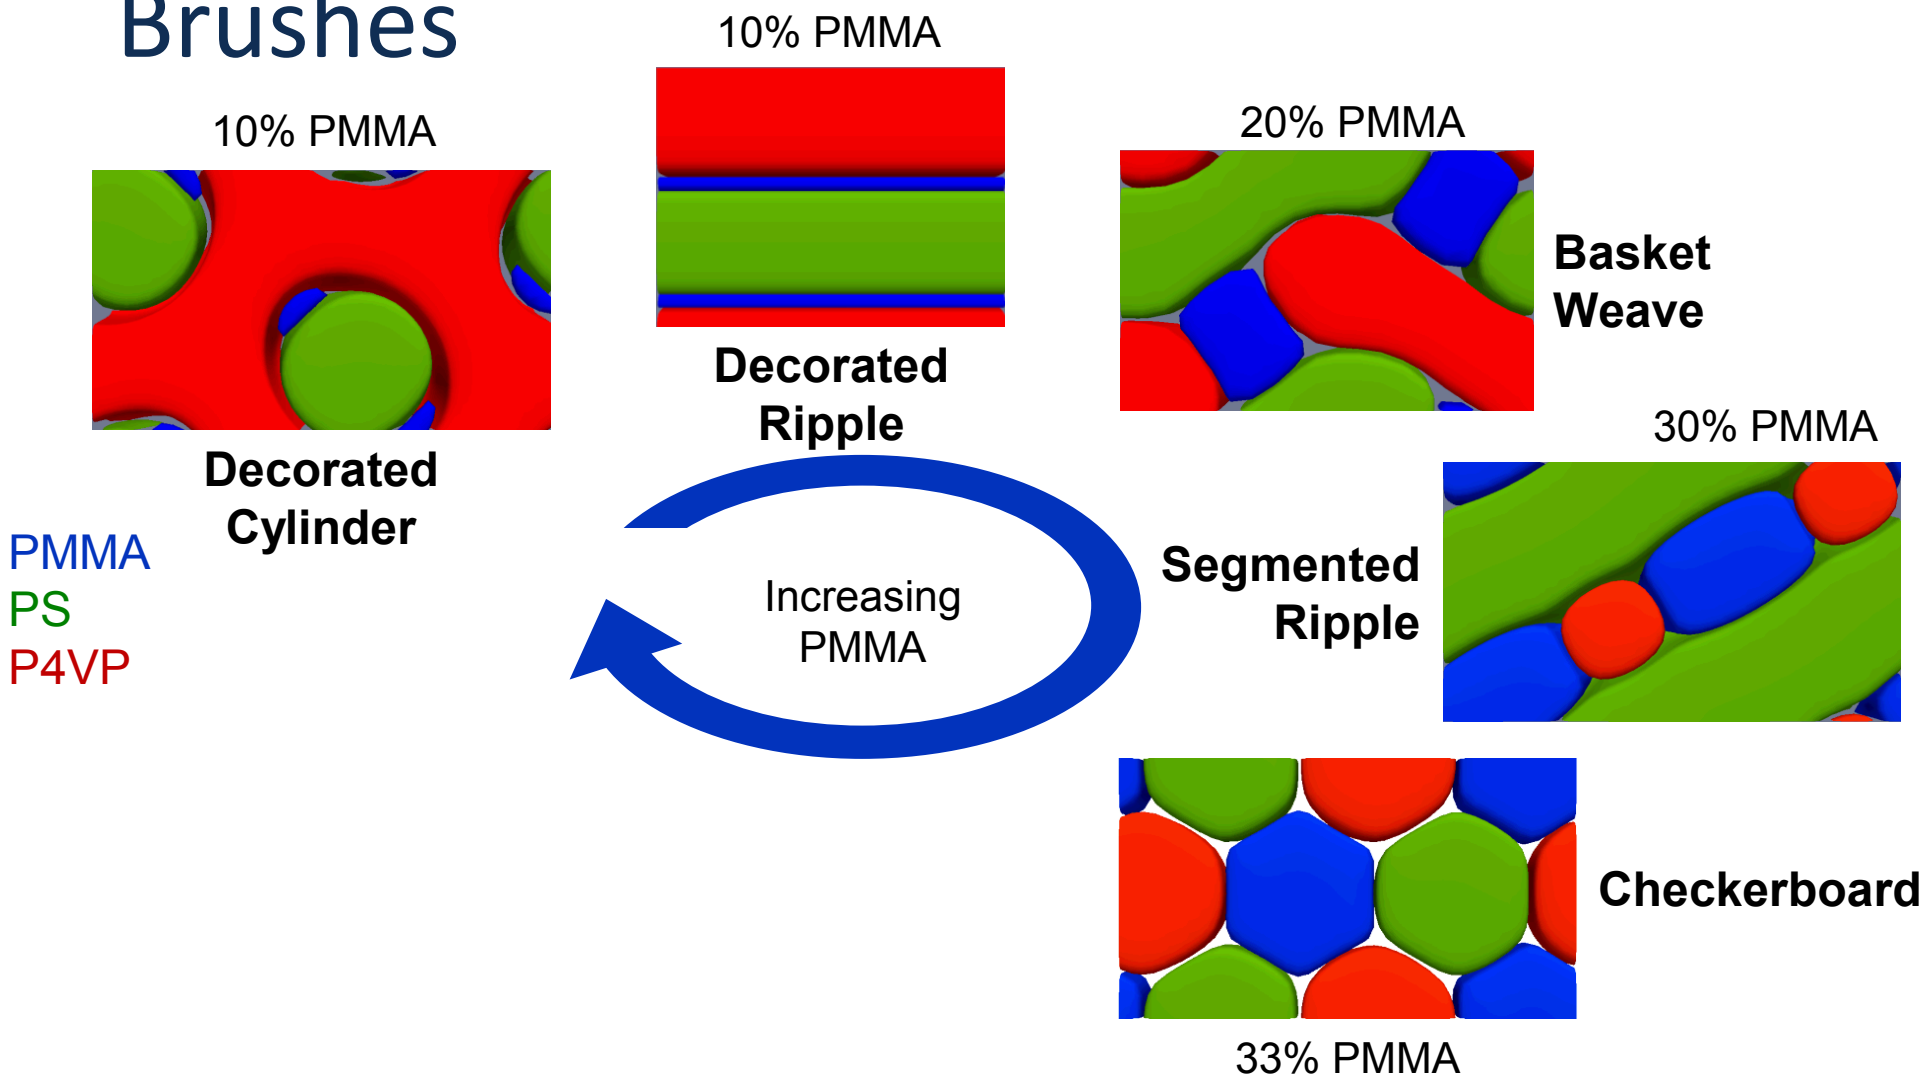 Brushes
10% PMMA
Decorated
Cylinder
10% PMMA
Decorated
Ripple
20% PMMA
Basket
Weave
30% PMMA
Segmented
Ripple
Checkerboard
33% PMMA
Increasing
PMMA
PMMA
PS
P4VP